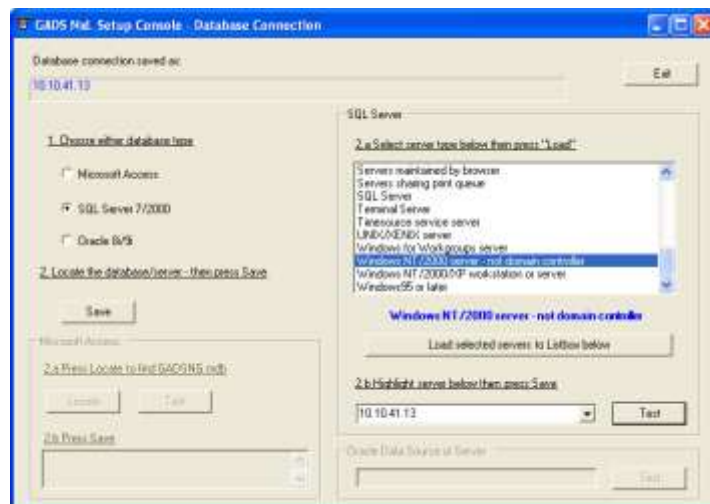 GADS NxL Setup Console - Database Connection
Database connection saved as:
10.10.41.13
Exit
1. Choose either database type
Microsoft Access
SQL Server 7/2000
Oracle 8i/9i
2. Locate the database/server - then press Save
Save
Microsoft Access
2.a Press Locate to find GADSNG.mdb
Locate
Test
2.b Press Save
SQL Server
2.a Select server type below then press "Load"
Servers maintained by browser
Servers sharing print queue
SQL Server
Terminal Server
Timesource service server
UNIX/XENIX server
Windows for Workgroups server
Windows NT/2000 server - not domain controller
Windows NT/2000/XP workstation or server
Windows95 or later
Windows NT/2000 server - not domain controller
Load selected servers to Listbox below
2.b Highlight server below then press Save
10.10.41.13
Test
Oracle Data Source or Server
Test